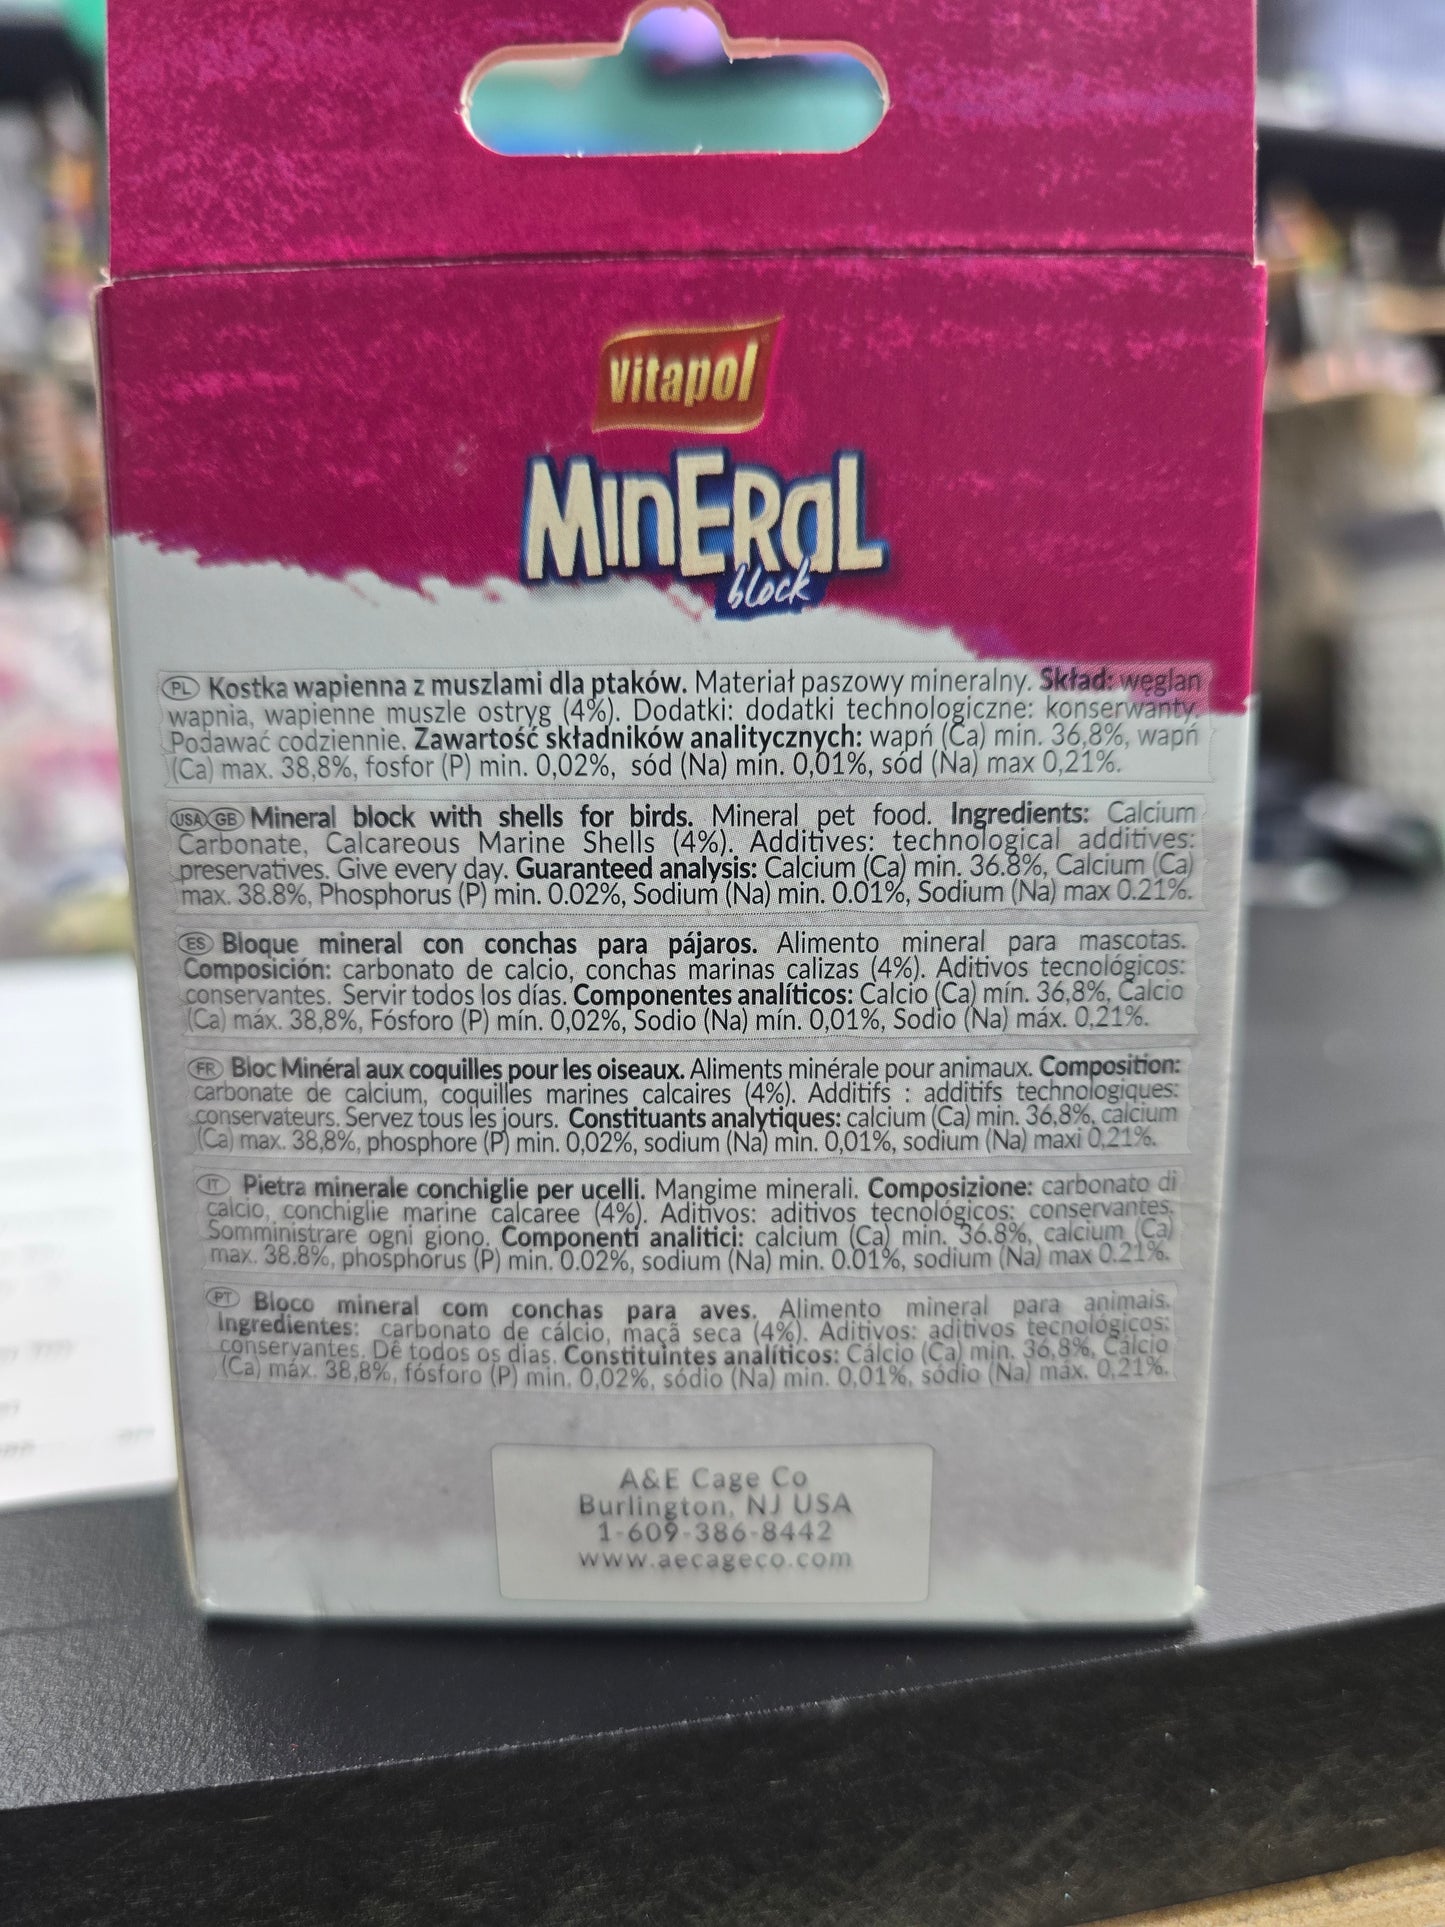 Vitapol
MINERAL
block
PL Kostka wapienna z muszlami dla ptaków. Materiał paszowy mineralny. Skład: węglan
wapnia, wapienne muszle ostryg (4%). Dodatki: dodatki technologiczne: konserwanty.
Podawać codziennie. Zawartość składników analitycznych: wapń (Ca) min. 36,8%, wapń
(Ca) max. 38,8%, fosfor (P) min. 0,02%, sód (Na) min. 0,01%, sód (Na) max 0,21%.
USA GB Mineral block with shells for birds. Mineral pet food. Ingredients: Calcium
Carbonate, Calcareous Marine Shells (4%). Additives: technological additives:
preservatives. Give every day. Guaranteed analysis: Calcium (Ca) min. 36.8%, Calcium (Ca)
max. 38.8%, Phosphorus (P) min. 0.02%, Sodium (Na) min. 0.01%, Sodium (Na) max 0.21%.
ES Bloque mineral con conchas para pájaros. Alimento mineral para mascotas.
Composición: carbonato de calcio, conchas marinas calizas (4%). Aditivos tecnológicos:
conservantes. Servir todos los días. Componentes analíticos: Calcio (Ca) mín. 36,8%, Calcio
(Ca) máx. 38,8%, Fósforo (P) mín. 0,02%, Sodio (Na) mín. 0,01%, Sodio (Na) máx. 0,21%.
FR Bloc Minéral aux coquilles pour les oiseaux. Aliments minérale pour animaux. Composition:
carbonate de calcium, coquilles marines calcaires (4%). Additifs : additifs technologiques:
conservateurs. Servez tous les jours. Constituants analytiques: calcium (Ca) min. 36,8%, calcium
(Ca) max. 38,8%, phosphore (P) min. 0,02%, sodium (Na) min. 0,01%, sodium (Na) maxi 0,21%.
IT Pietra minerale conchiglie per ucelli. Mangime minerali. Composizione: carbonato di
calcio, conchiglie marine calcaree (4%). Aditivos: aditivos tecnológicos: conservantes.
Somministrare ogni giono. Componenti analitici: calcium (Ca) min. 36.8%, calcium (Ca)
max. 38.8%, phosphorus (P) min. 0.02%, sodium (Na) min. 0.01%, sodium (Na) max 0.21%.
PT Bloco mineral com conchas para aves. Alimento mineral para animais.
Ingredientes: carbonato de cálcio, maçã seca (4%). Aditivos: aditivos tecnológicos:
conservantes. Dê todos os dias. Constituintes analíticos: Cálcio (Ca) min. 36,8%, Cálcio
(Ca) máx. 38,8%, fósforo (P) min. 0,02%, sódio (Na) min. 0,01%, sódio (Na) máx. 0,21%.
A&E Cage Co
Burlington, NJ USA
1-609-386-8442
www.aecageco.com